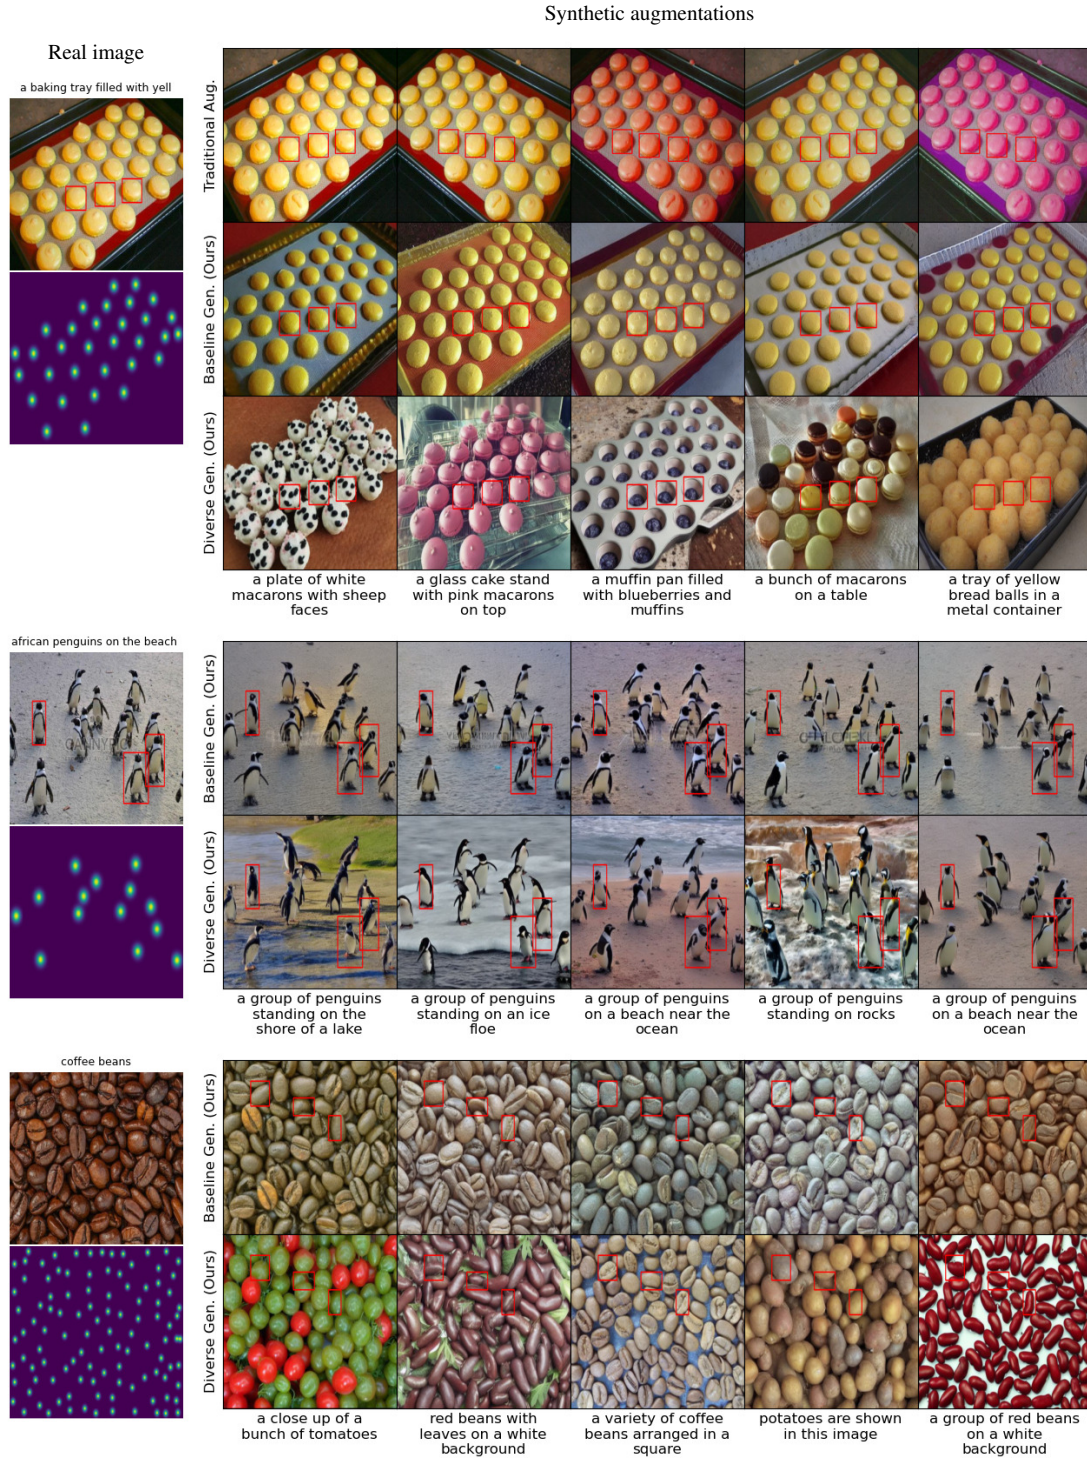 Synthetic augmentations
Real image
a baking tray filled with yell
Traditional Aug.
Baseline Gen. (Ours)
Diverse Gen. (Ours)
a plate of white
macarons with sheep
faces
a glass cake stand
with pink macarons
on top
a muffin pan filled
with blueberries and
muffins
a bunch of macarons
on a table
a tray of yellow
bread balls in a
metal container
african penguins on the beach
Baseline Gen. (Ours)
Diverse Gen. (Ours)
a group of penguins
standing on the
shore of a lake
a group of penguins
standing on an ice
floe
a group of penguins
on a beach near the
ocean
a group of penguins
standing on rocks
a group of penguins
on a beach near the
ocean
coffee beans
Baseline Gen. (Ours)
Diverse Gen. (Ours)
a close up of a
bunch of tomatoes
red beans with
leaves on a white
background
a variety of coffee
beans arranged in a
square
potatoes are shown
in this image
a group of red beans
on a white
background